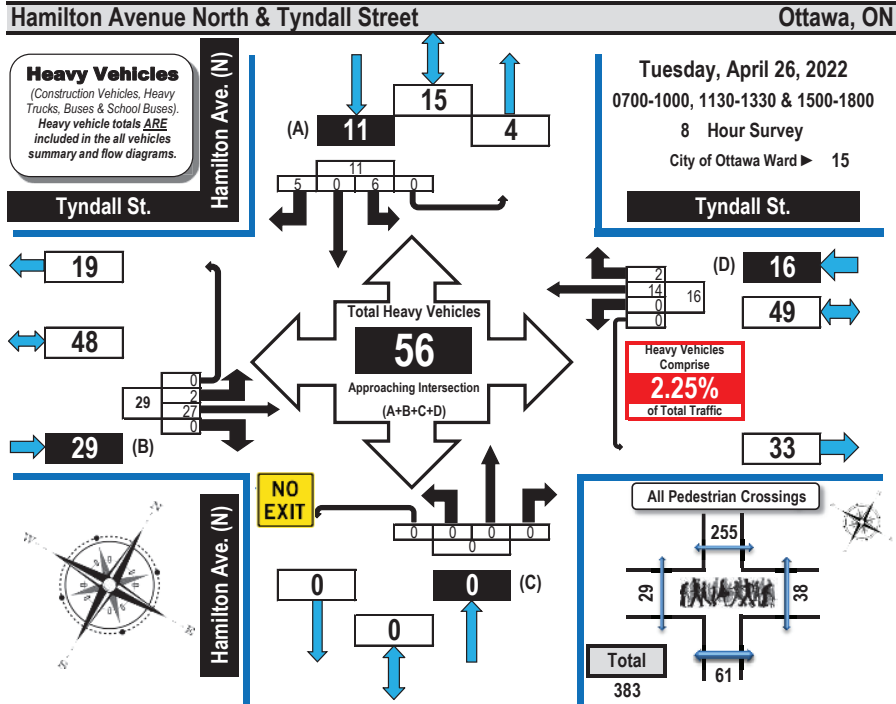 Hamilton Avenue North & Tyndall Street
Ottawa, ON
Heavy Vehicles
(Construction Vehicles, Heavy
Trucks, Buses & School Buses).
Heavy vehicle totals ARE
included in the all vehicles
summary and flow diagrams.
Hamilton Ave. (N)
Tyndall St.
15
(A)
11
4
11
5 0 6 0
Tuesday, April 26, 2022
0700-1000, 1130-1330 & 1500-1800
8 Hour Survey
City of Ottawa Ward ► 15
Tyndall St.
19
48
0
2
27
0
29
29
(B)
Total Heavy Vehicles
56
Approaching Intersection
(A+B+C+D)
2
14
0
0
16
(D)
16
49
Heavy Vehicles
Comprise
2.25%
of Total Traffic
33
N
E
S
W
Hamilton Ave. (N)
NO
EXIT
0 0 0 0
0
0
0
(C)
0
All Pedestrian Crossings
255
29
38
61
Total
383